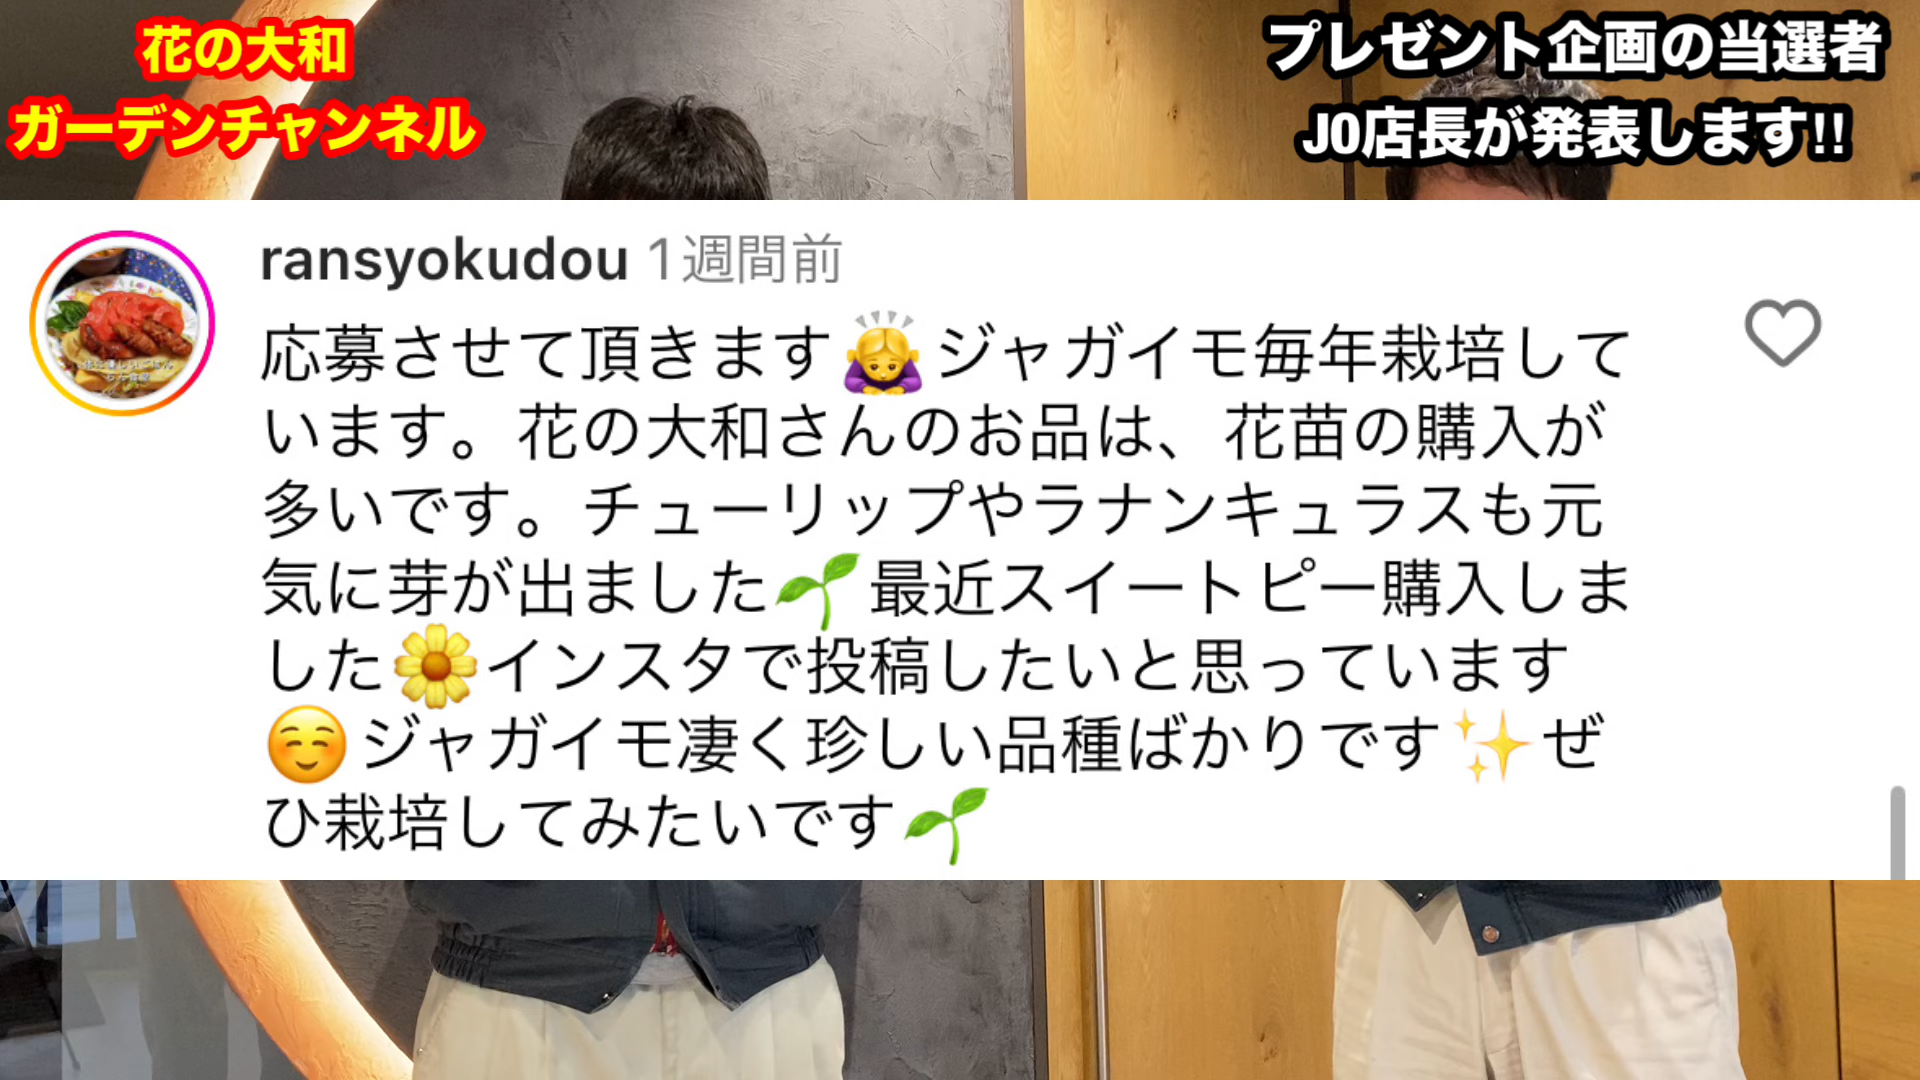 花の大和
ガーデンチャンネル
プレゼント企画の当選者
JO店長が発表します!!
ransyokudou 1週間前
応募させて頂きます🙇‍♀️ジャガイモ毎年栽培して
います。花の大和さんのお品は、花苗の購入が
多いです。チューリップやラナンキュラスも元
気に芽が出ました🌱最近スイートピー購入しま
した🌼インスタで投稿したいと思っています
☺️ジャガイモ凄く珍しい品種ばかりです✨ぜ
ひ栽培してみたいです🌱